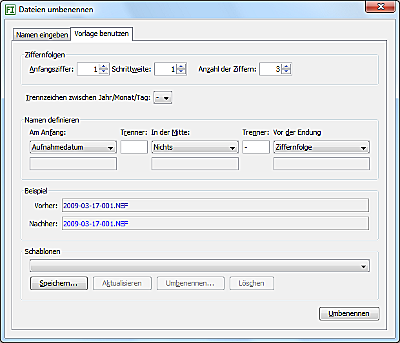 FI Dateien umbenennen
Namen eingeben Vorlage benutzen
Ziffernfolgen
Anfangsziffer: 1 Schrittweite: 1 Anzahl der Ziffern: 3
Trennzeichen zwischen Jahr/Monat/Tag: -
Namen definieren
Am Anfang: Trenner: In der Mitte: Trenner: Vor der Endung
Aufnahmedatum Nichts - Ziffernfolge
Beispiel
Vorher: 2009-03-17-001.NEF
Nachher: 2009-03-17-001.NEF
Schablonen
Speichern... Aktualisieren Umbenennen... Löschen
Umbenennen